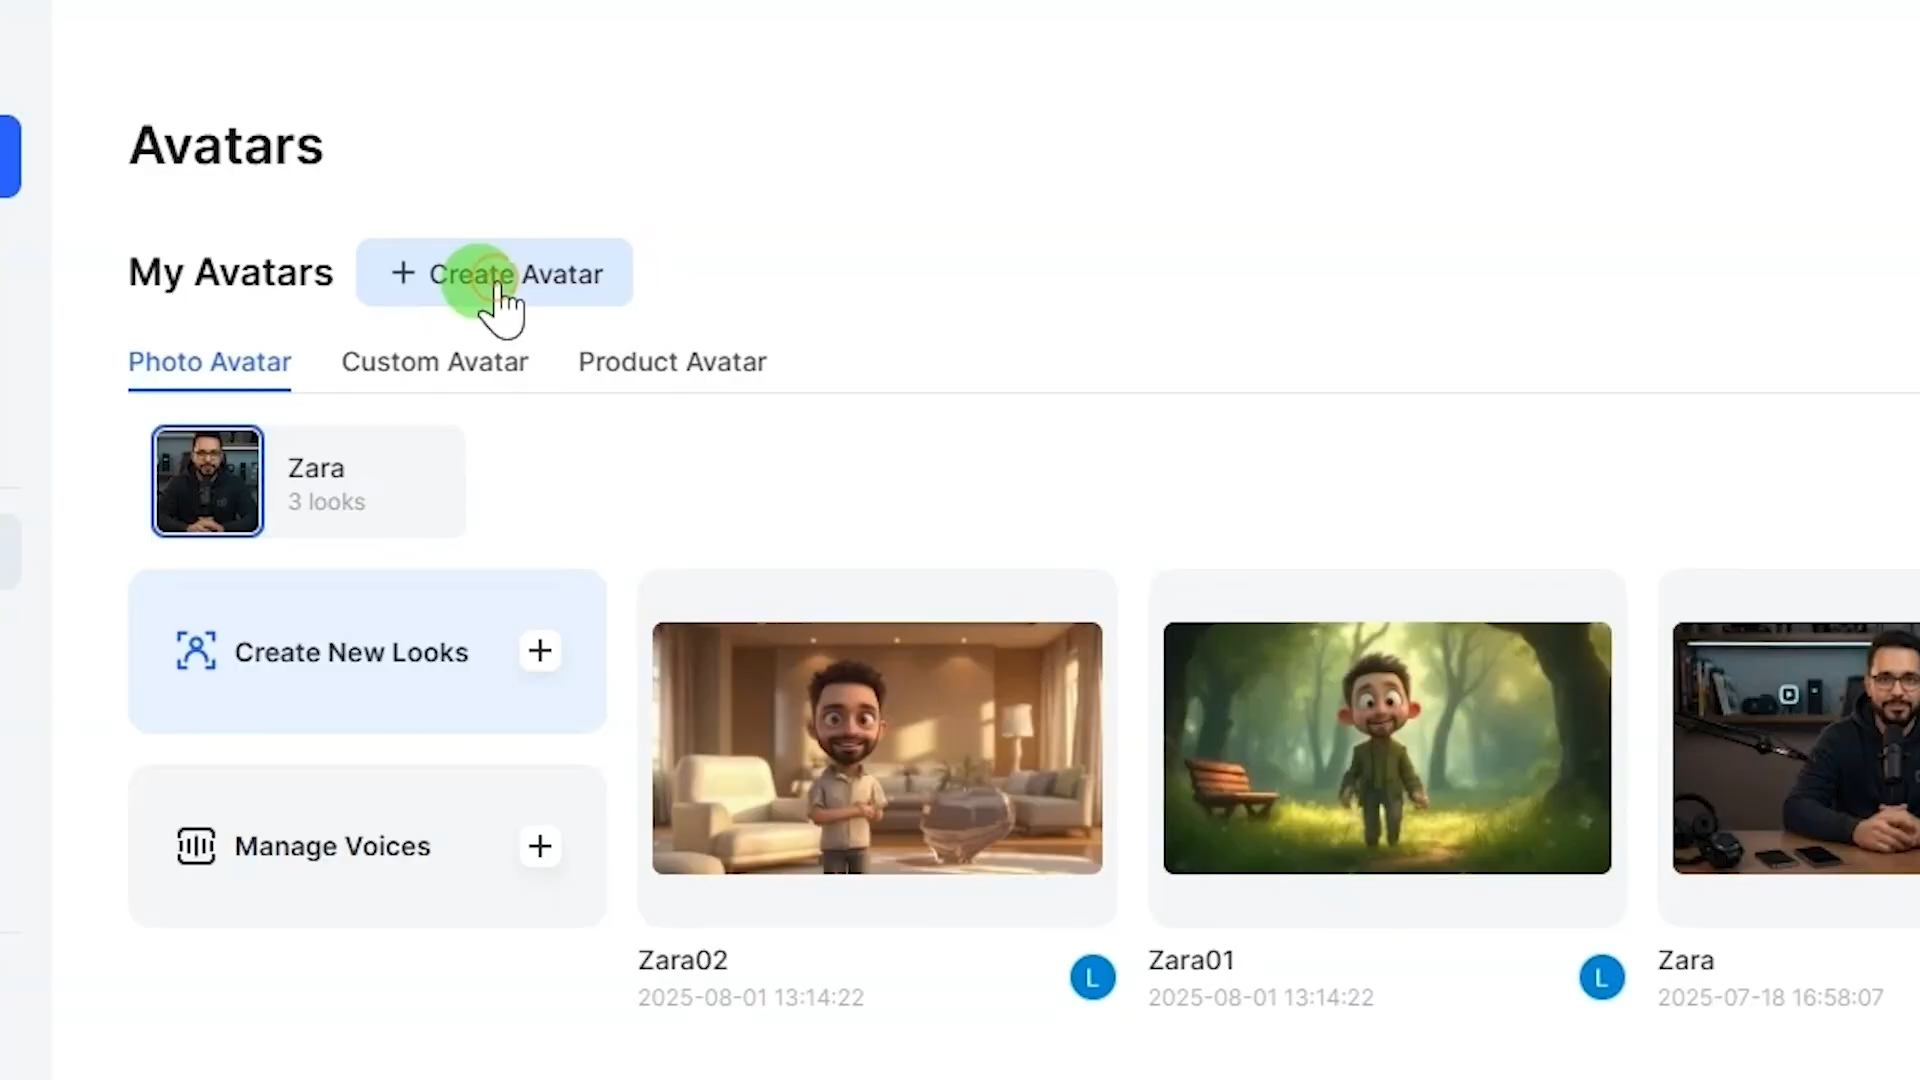 Avatars
My Avatars
+ Create Avatar
Photo Avatar
Custom Avatar
Product Avatar
Zara
3 looks
Create New Looks +
Manage Voices +
Zara02
2025-08-01 13:14:22
L
Zara01
2025-08-01 13:14:22
L
Zara
2025-07-18 16:58:07